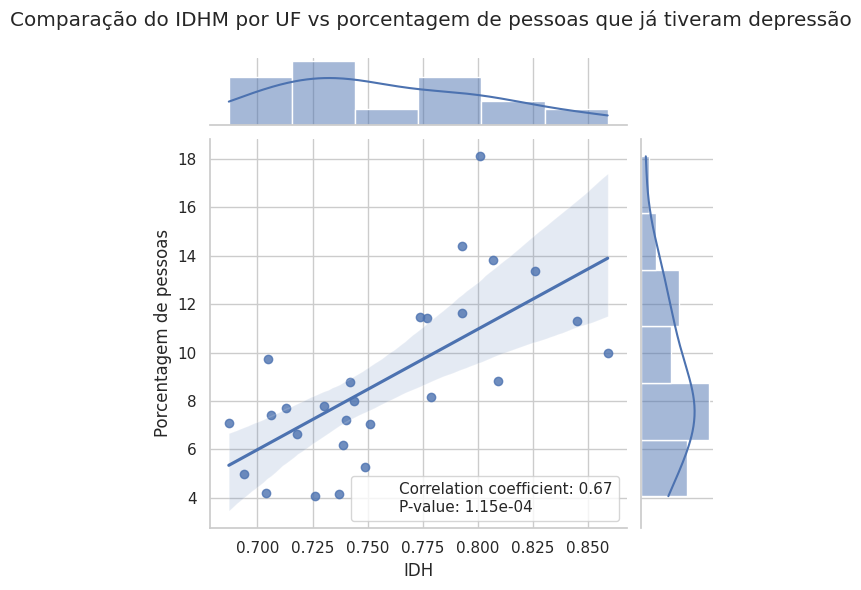 Comparação do IDHM por UF vs porcentagem de pessoas que já tiveram depressão
18
16
14
12
10
8
6
4
Porcentagem de pessoas
Correlation coefficient: 0.67
P-value: 1.15e-04
0.700 0.725 0.750 0.775 0.800 0.825 0.850
IDH